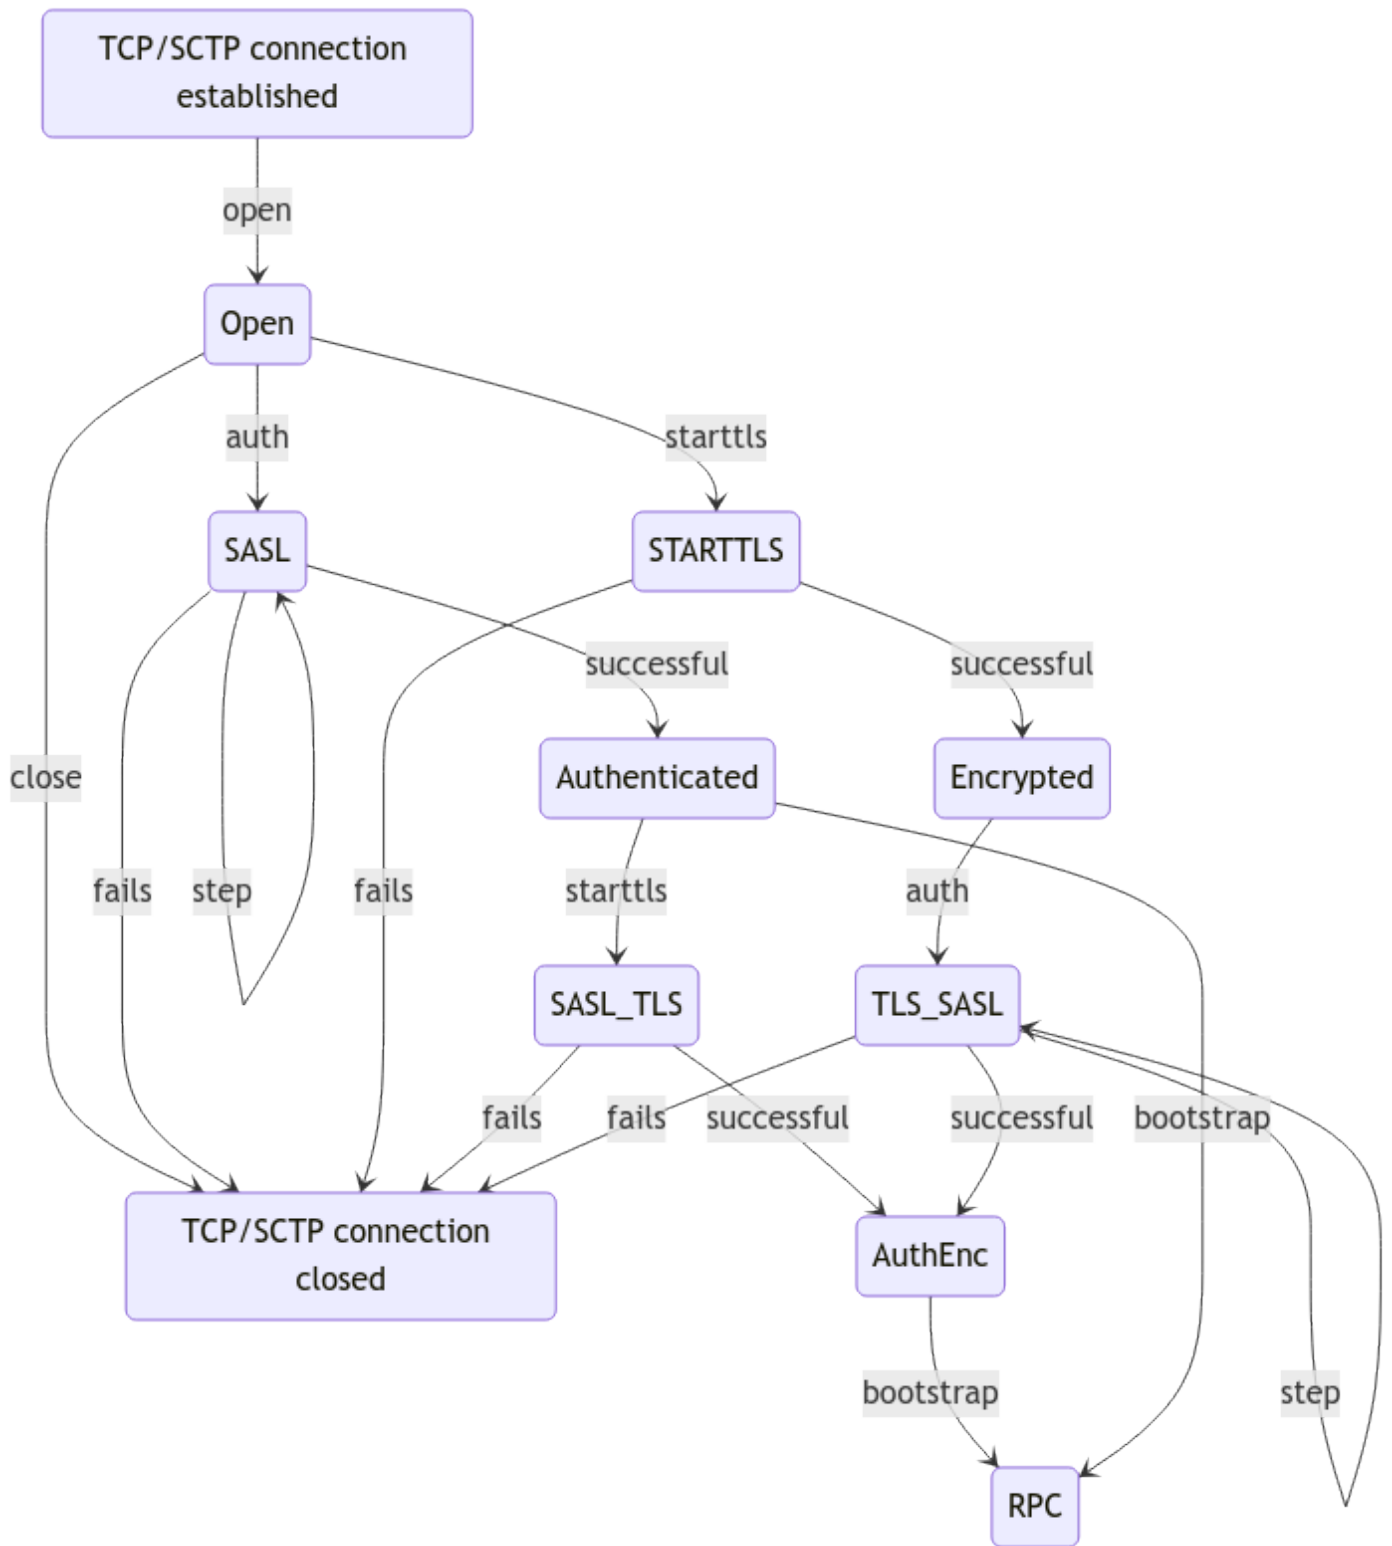 TCP/SCTP connection
established
open
Open
auth
starttls
SASL
STARTTLS
successful
successful
close
Authenticated
Encrypted
fails
step
fails
starttls
auth
SASL_TLS
TLS_SASL
fails
fails
successful
successful
bootstrap
TCP/SCTP connection
closed
AuthEnc
bootstrap
step
RPC